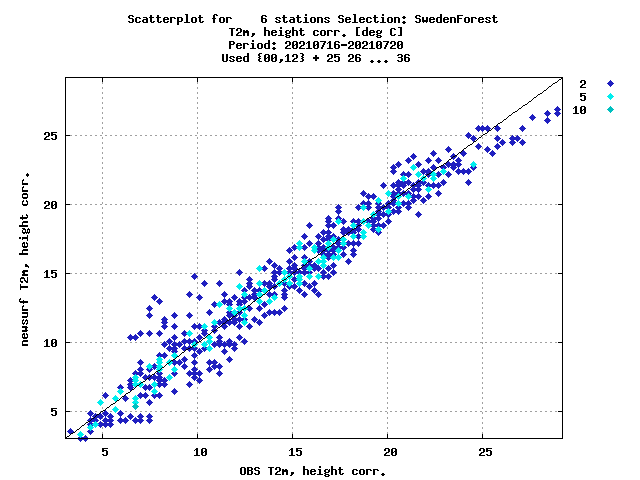 Scatterplot for 6 stations Selection: SwedenForest
T2m, height corr. [deg C]
Period: 20210716-20210720
Used {00,12} + 25 26 ... 36
2
5
10
25
20
15
10
5
newsurf T2m, height corr.
5 10 15 20 25
OBS T2m, height corr.